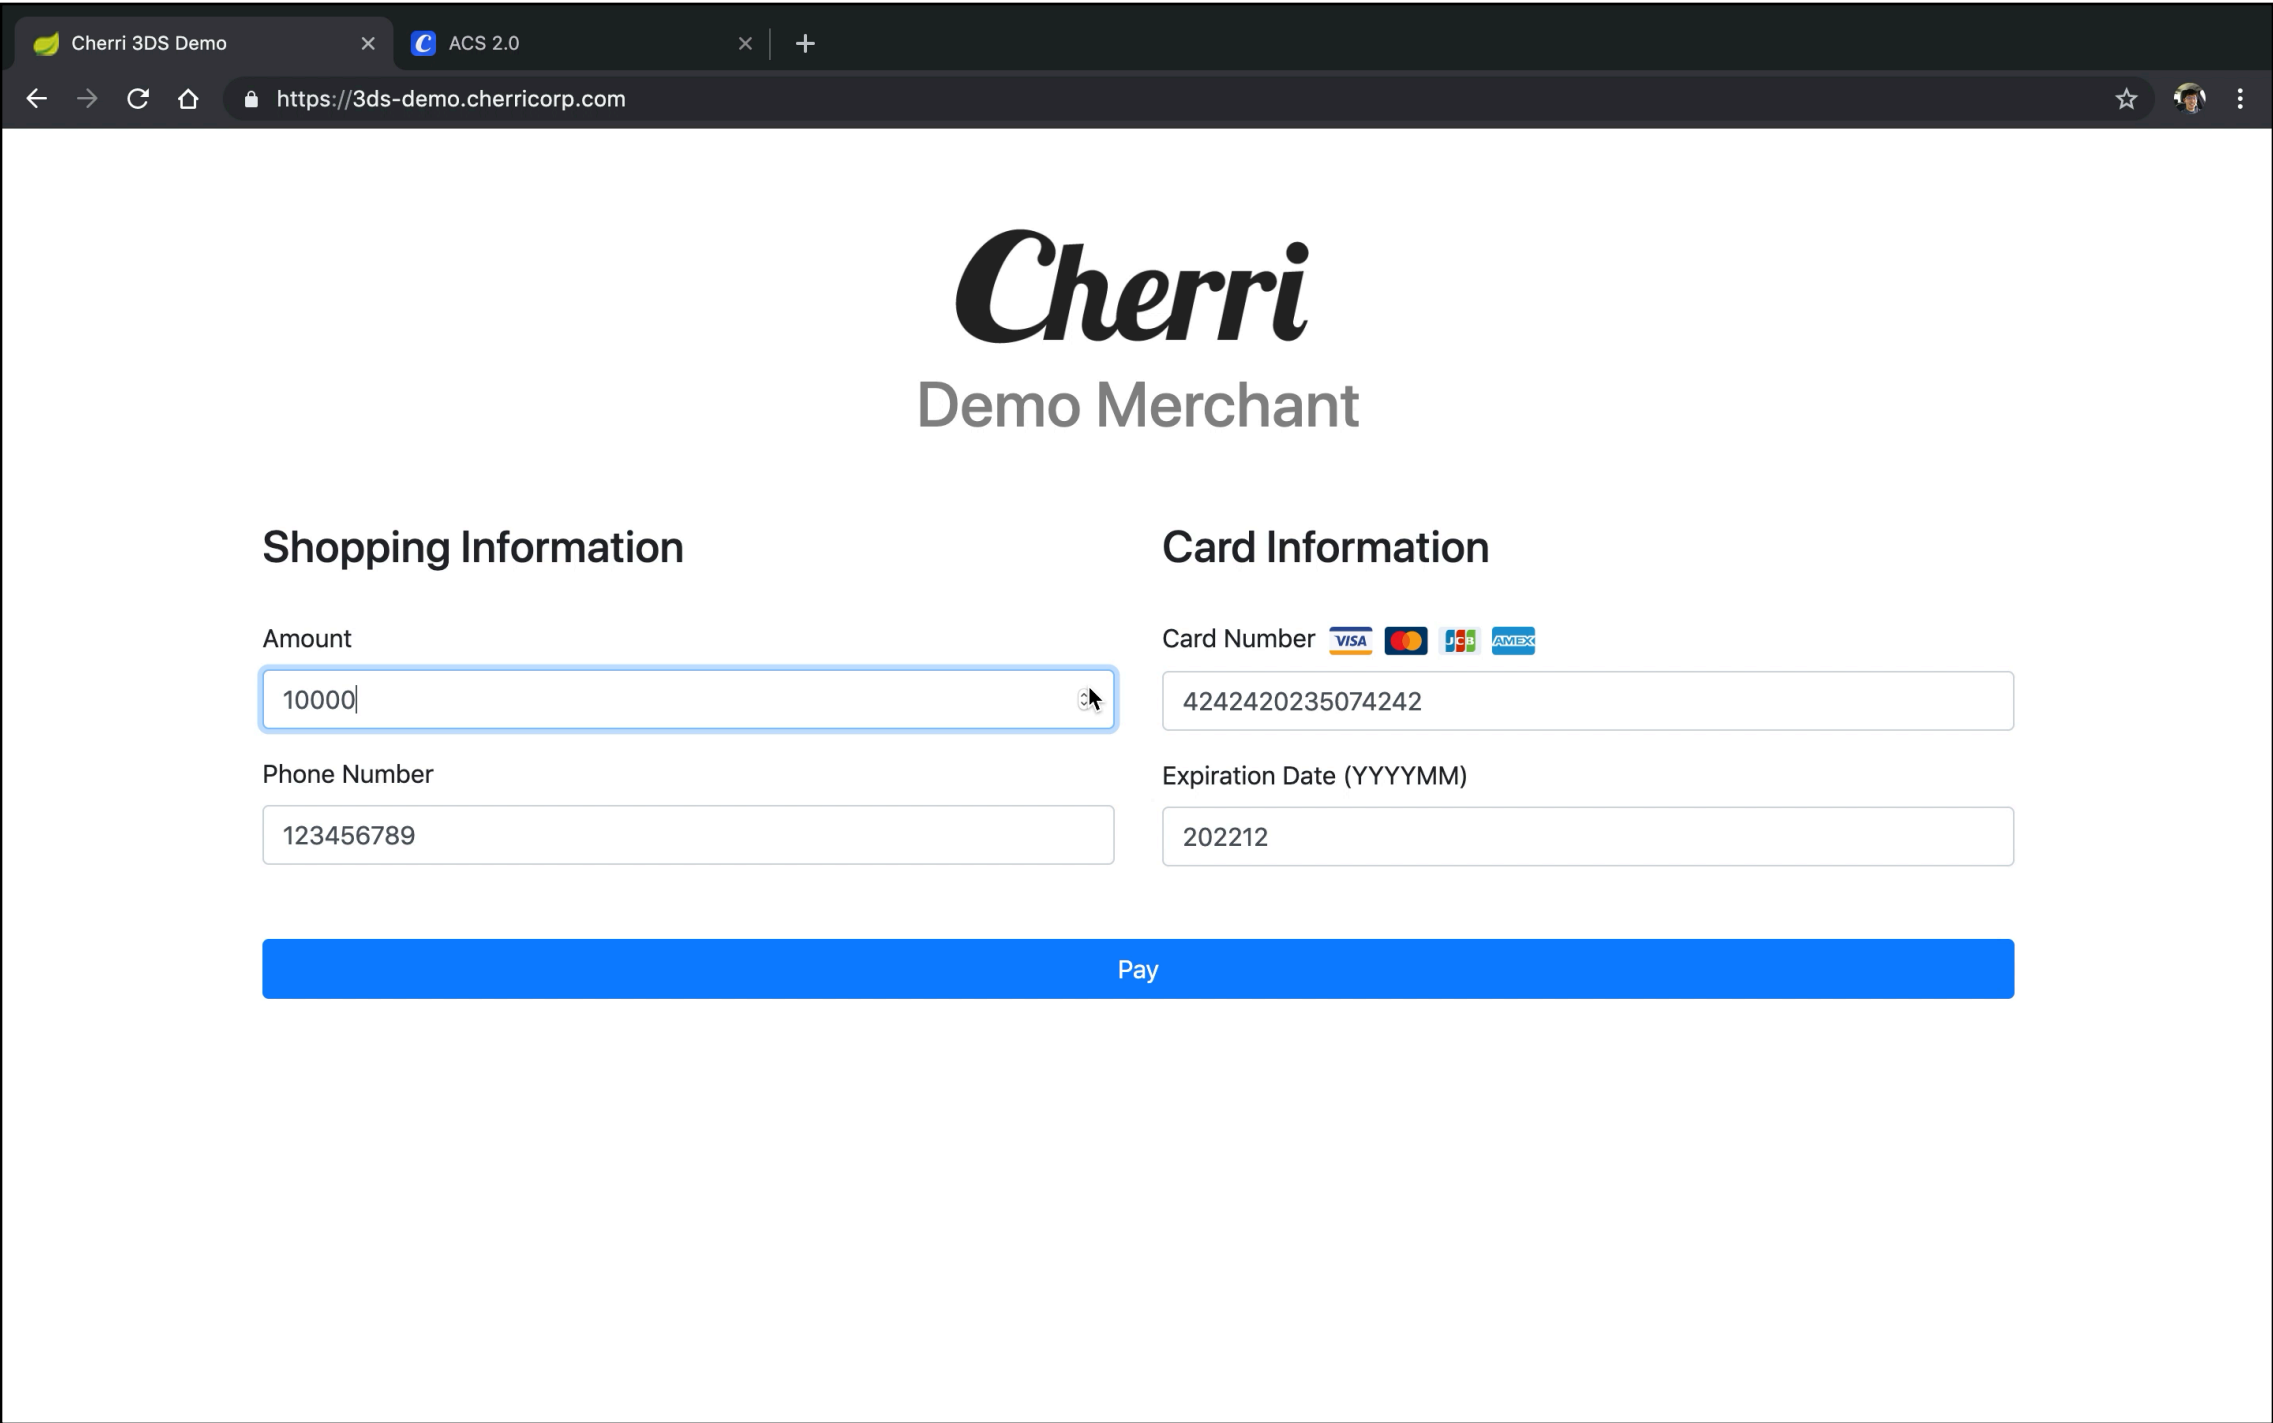 Cherri 3DS Demo
ACS 2.0
https://3ds-demo.cherricorp.com
Cherri
Demo Merchant
Shopping Information
Card Information
Amount
Card Number VISA JCB AMEX
10000
4242420235074242
Phone Number
Expiration Date (YYYYMM)
123456789
202212
Pay